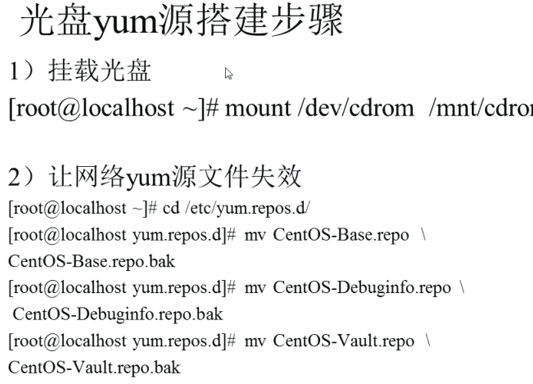 光盘yum源搭建步骤
1）挂载光盘
[root@localhost ~]# mount /dev/cdrom /mnt/cdro
2）让网络yum源文件失效
[root@localhost ~]# cd /etc/yum.repos.d/
[root@localhost yum.repos.d]# mv CentOS-Base.repo \
CentOS-Base.repo.bak
[root@localhost yum.repos.d]# mv CentOS-Debuginfo.repo \
CentOS-Debuginfo.repo.bak
[root@localhost yum.repos.d]# mv CentOS-Vault.repo \
CentOS-Vault.repo.bak